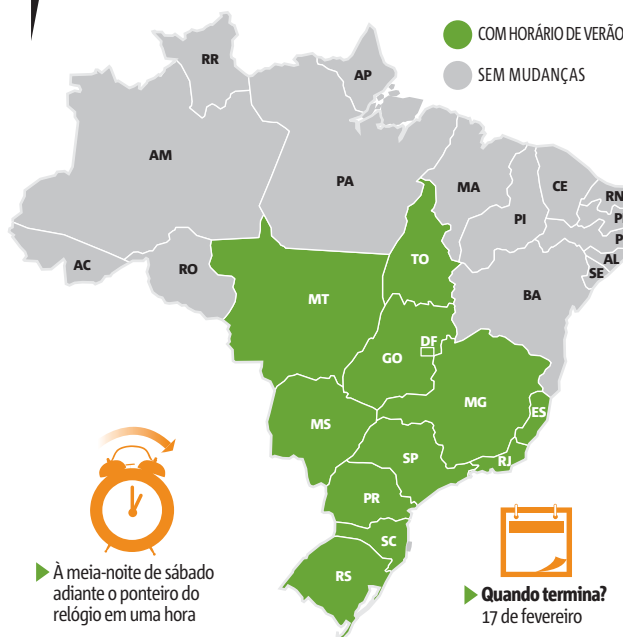 COM HORÁRIO DE VERÃO
SEM MUDANÇAS
RR
AP
AM
PA
MA
CE
RN
PI
AC
RO
TO
AL
SE
BA
MT
GO
DF
MG
ES
MS
SP
RJ
PR
SC
RS
À meia-noite de sábado
adiante o ponteiro do
relógio em uma hora
Quando termina?
17 de fevereiro